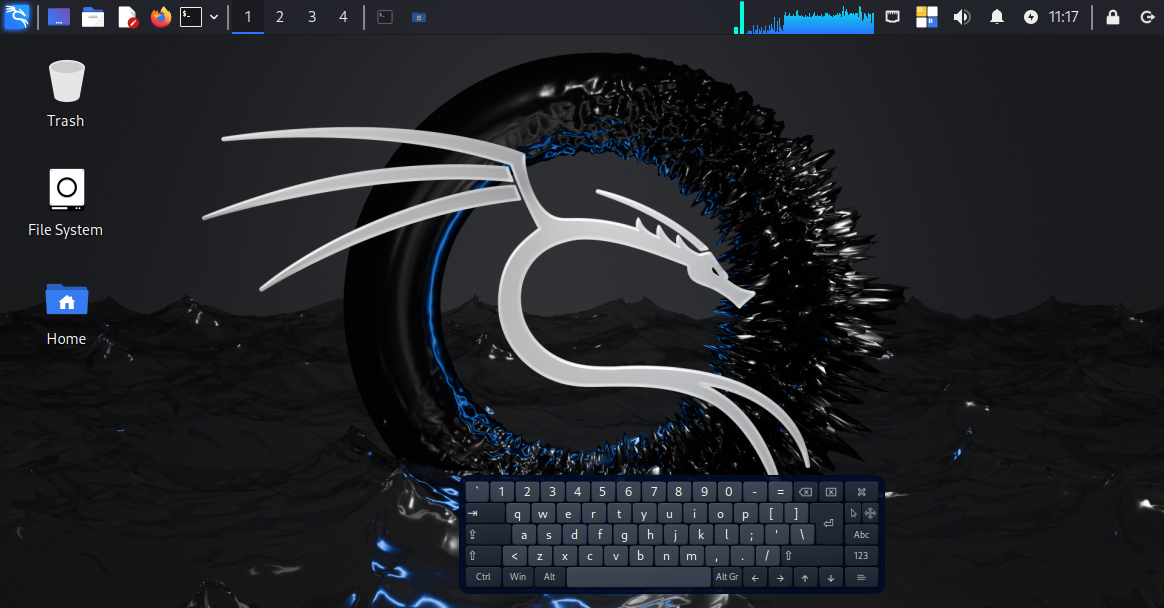 1 2 3 4
11:17
Trash
File System
Home
` 1 2 3 4 5 6 7 8 9 0 - =
q w e r t y u i o p [ ]
a s d f g h j k l ; ' \ Abc
< z x c v b n m , . / 123
Ctrl Win Alt Alt Gr